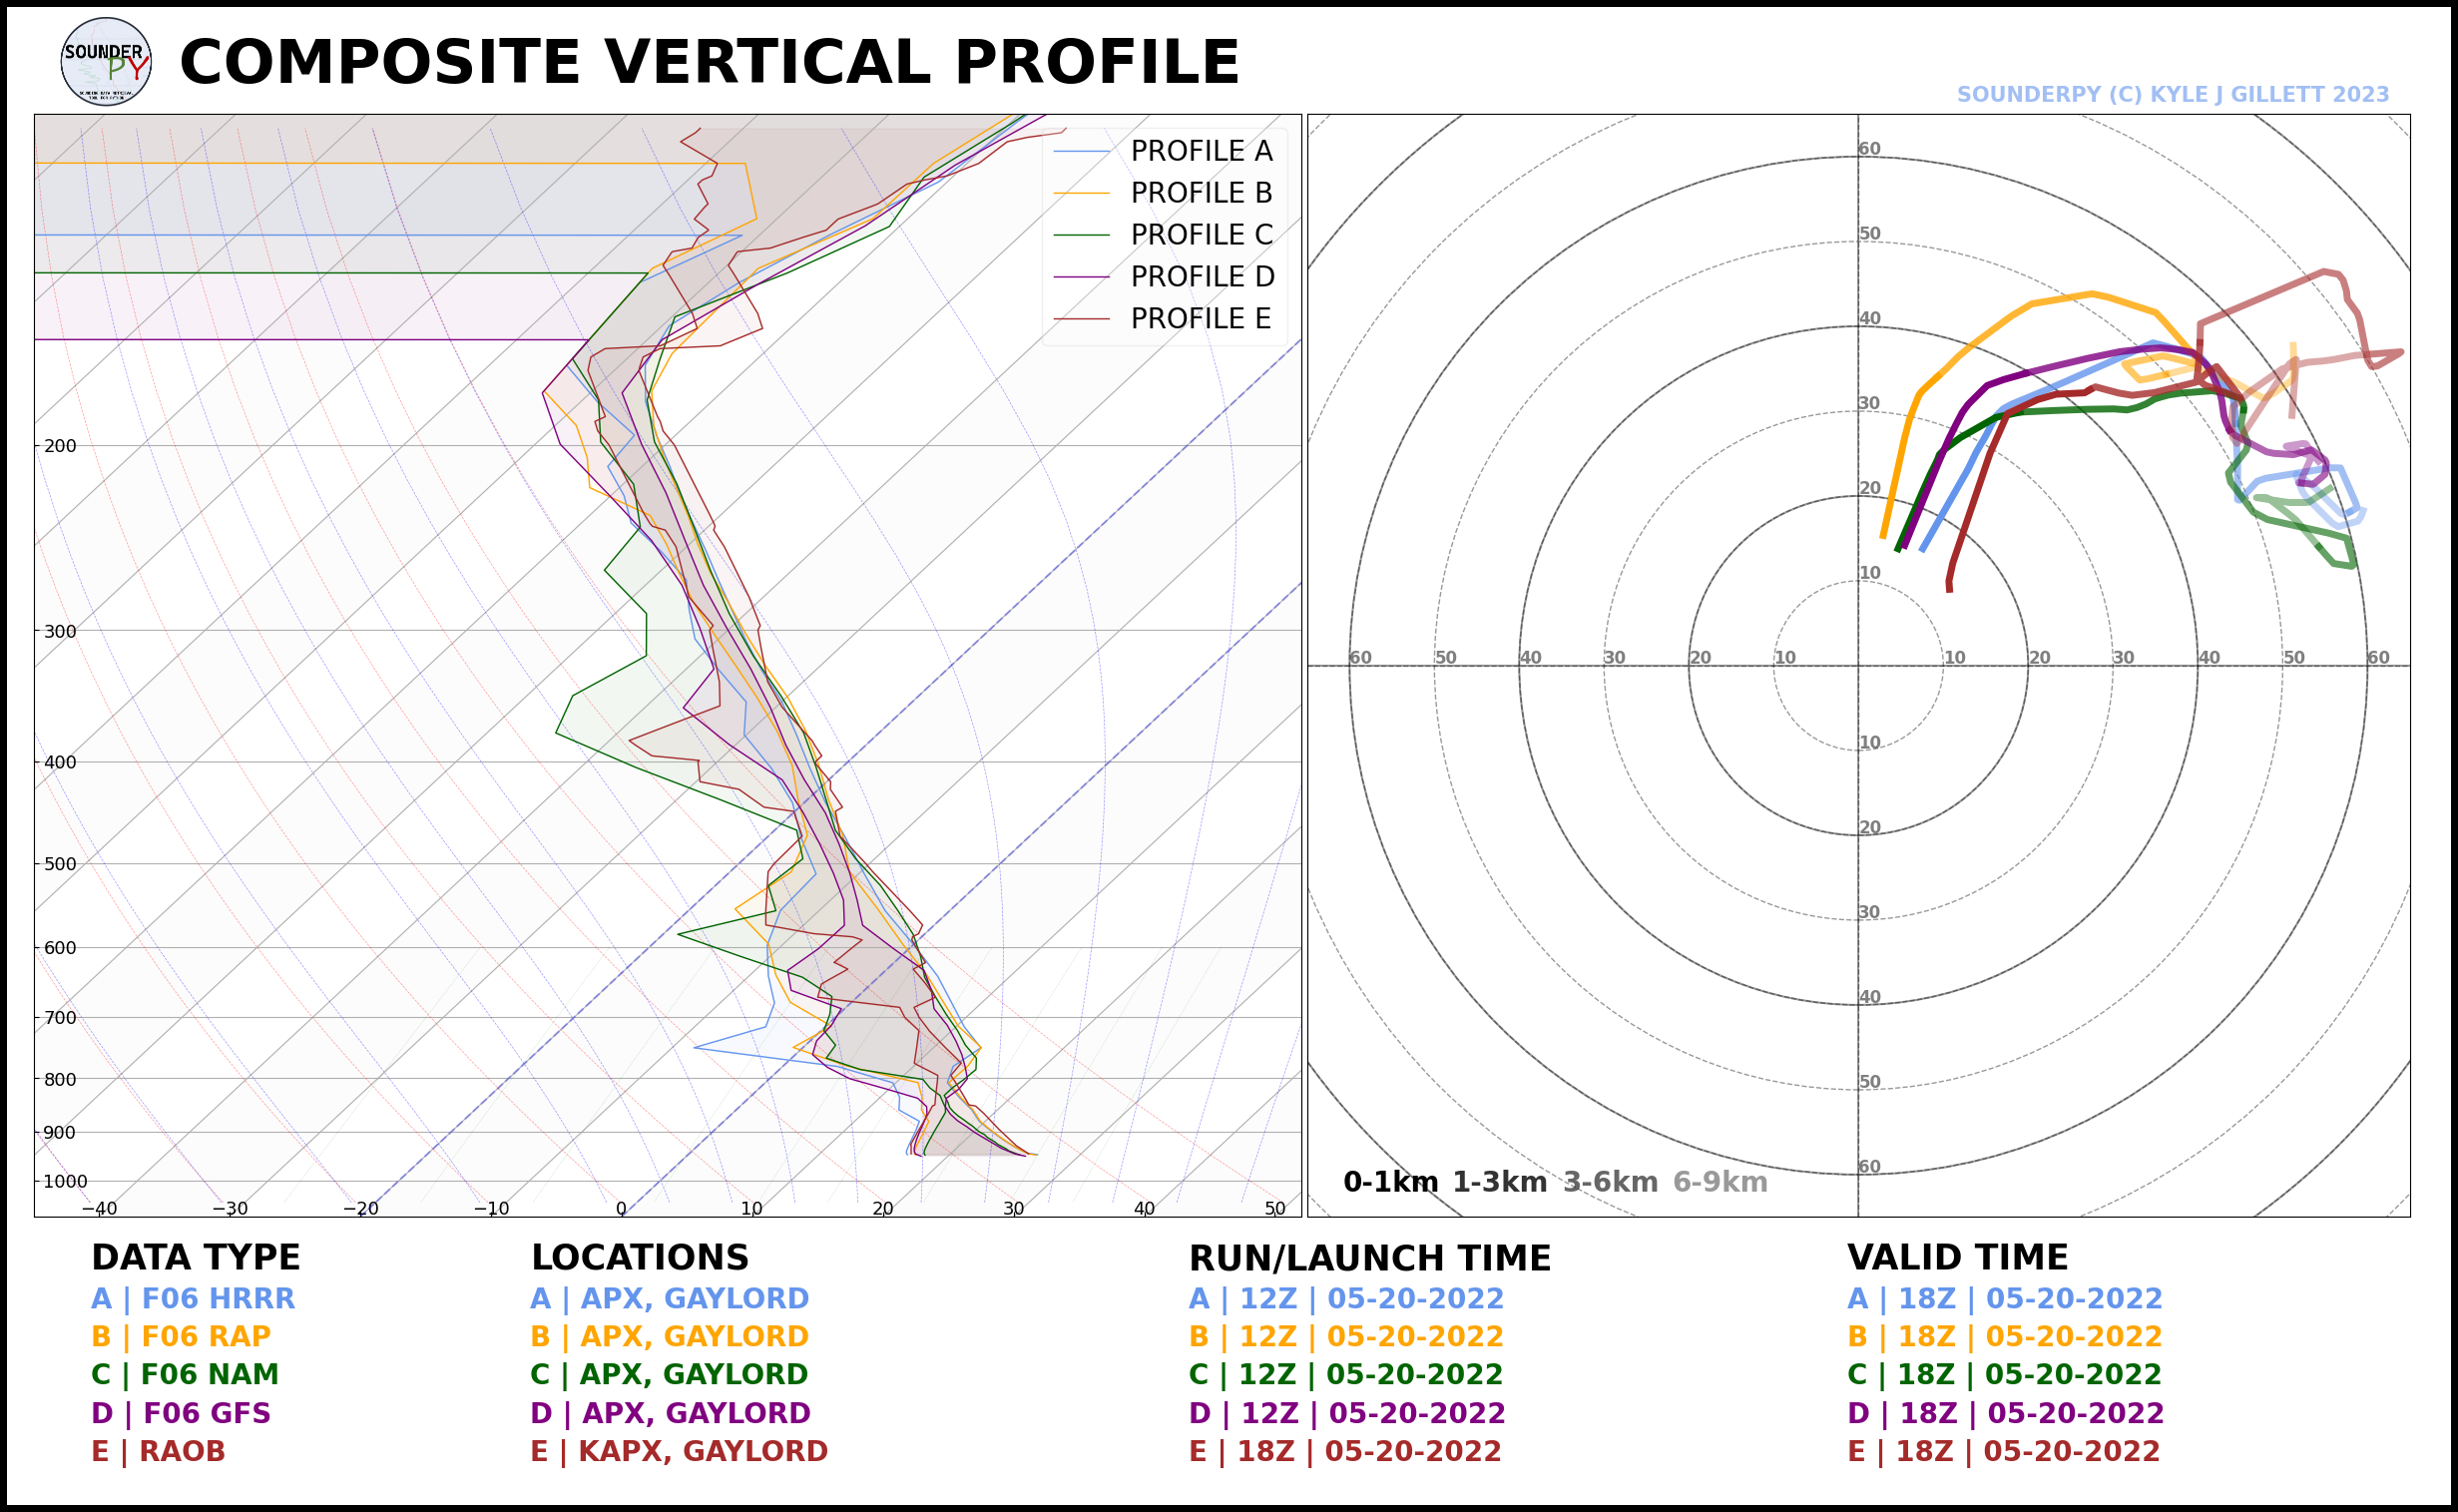 SOUNDER
PY
COMPOSITE VERTICAL PROFILE
SOUNDERPY (C) KYLE J GILLETT 2023
PROFILE A
PROFILE B
PROFILE C
PROFILE D
PROFILE E
200
300
400
500
600
700
800
900
1000
−40 −30 −20 −10 0 10 20 30 40 50
60
50
40
30
20
10
60 50 40 30 20 10 10 20 30 40 50 60
10
20
30
40
50
60
0-1km 1-3km 3-6km 6-9km
DATA TYPE
A | F06 HRRR
B | F06 RAP
C | F06 NAM
D | F06 GFS
E | RAOB
LOCATIONS
A | APX, GAYLORD
B | APX, GAYLORD
C | APX, GAYLORD
D | APX, GAYLORD
E | KAPX, GAYLORD
RUN/LAUNCH TIME
A | 12Z | 05-20-2022
B | 12Z | 05-20-2022
C | 12Z | 05-20-2022
D | 12Z | 05-20-2022
E | 18Z | 05-20-2022
VALID TIME
A | 18Z | 05-20-2022
B | 18Z | 05-20-2022
C | 18Z | 05-20-2022
D | 18Z | 05-20-2022
E | 18Z | 05-20-2022